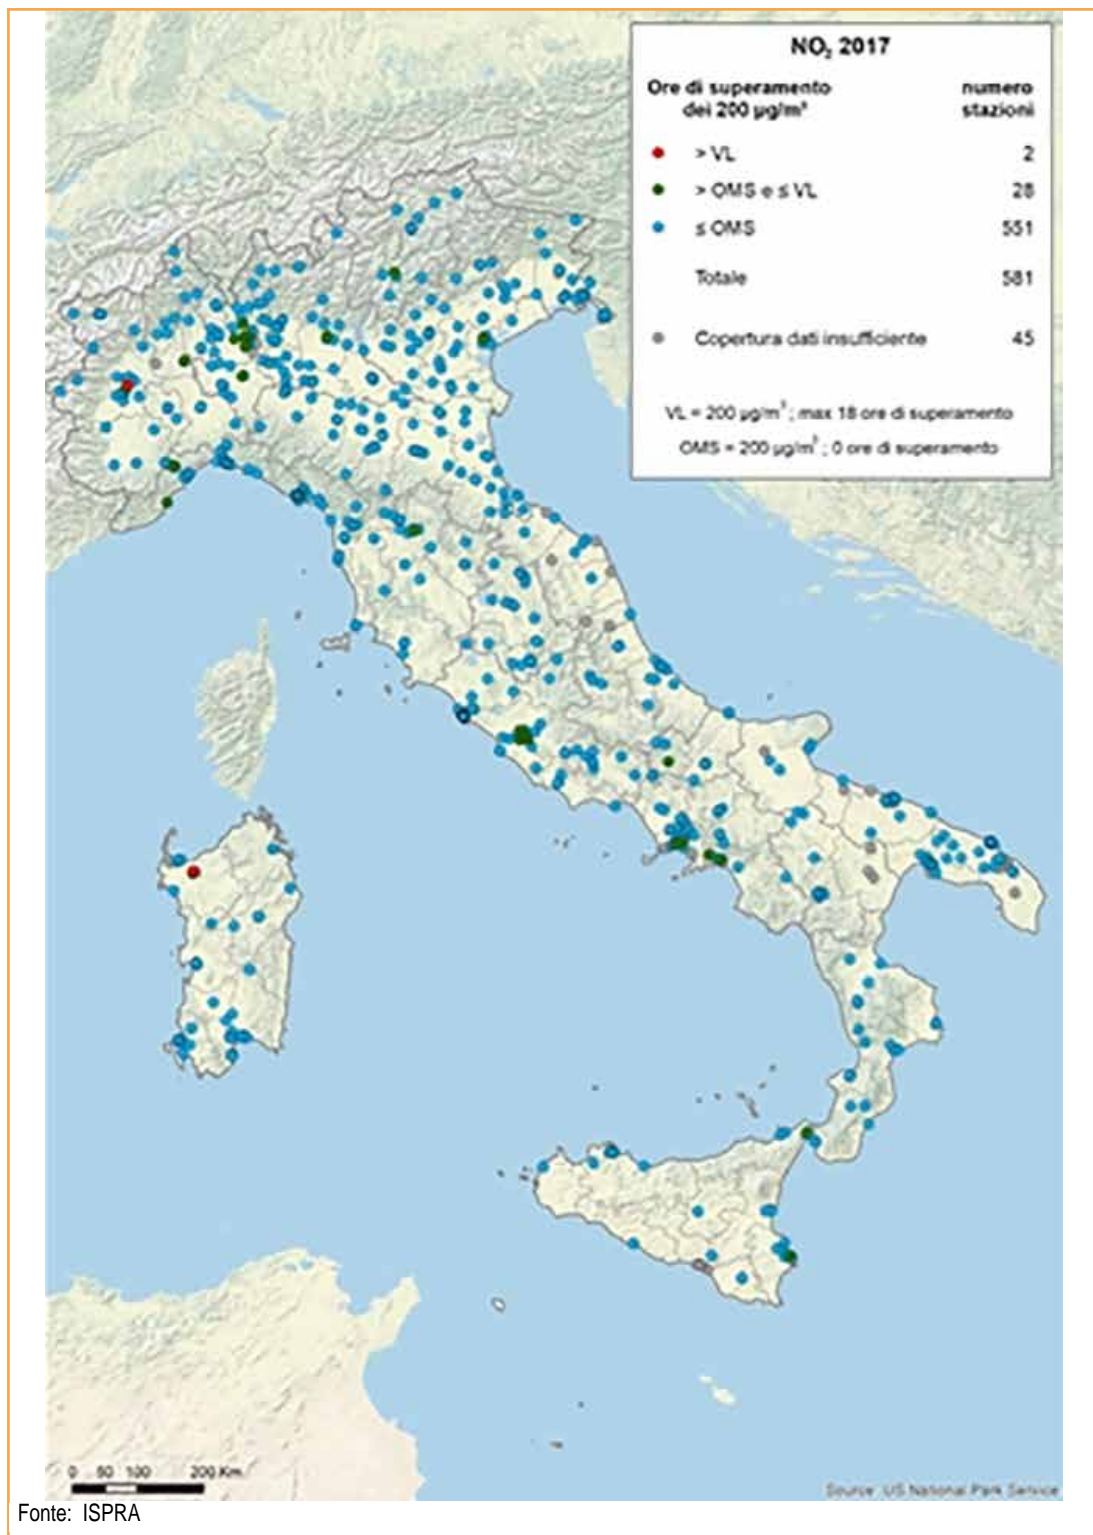 NO₂ 2017
Ore di superamento numero
dei 200 µg/m³ stazioni
> VL 2
> OMS e ≤ VL 28
≤ OMS 551
Totale 581
Copertura dati insufficiente 45
VL = 200 µg/m³ ; max 18 ore di superamento
OMS = 200 µg/m³ ; 0 ore di superamento
0 50 100 200 Km
Source: US National Park Service
Fonte: ISPRA